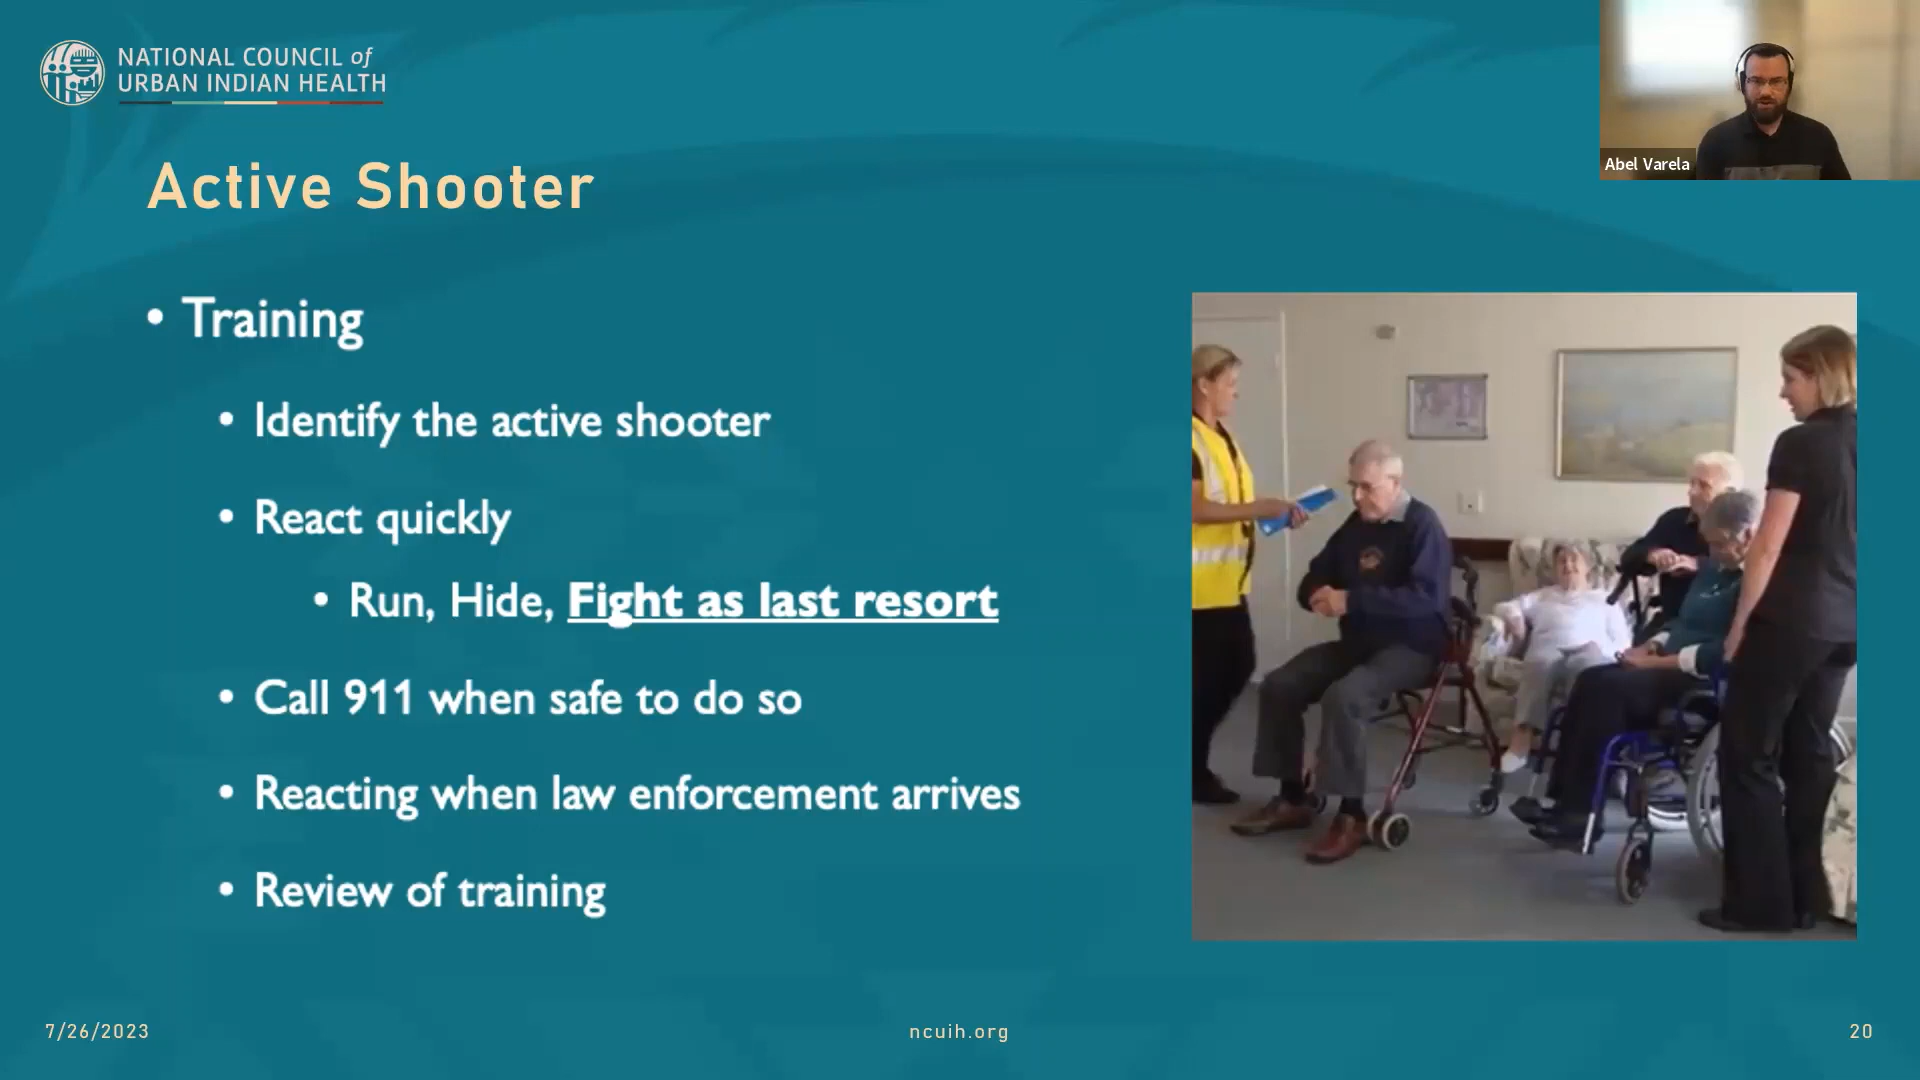 NATIONAL COUNCIL of
URBAN INDIAN HEALTH
Abel Varela
Active Shooter
• Training
• Identify the active shooter
• React quickly
• Run, Hide, Fight as last resort
• Call 911 when safe to do so
• Reacting when law enforcement arrives
• Review of training
7/26/2023
ncuih.org
20